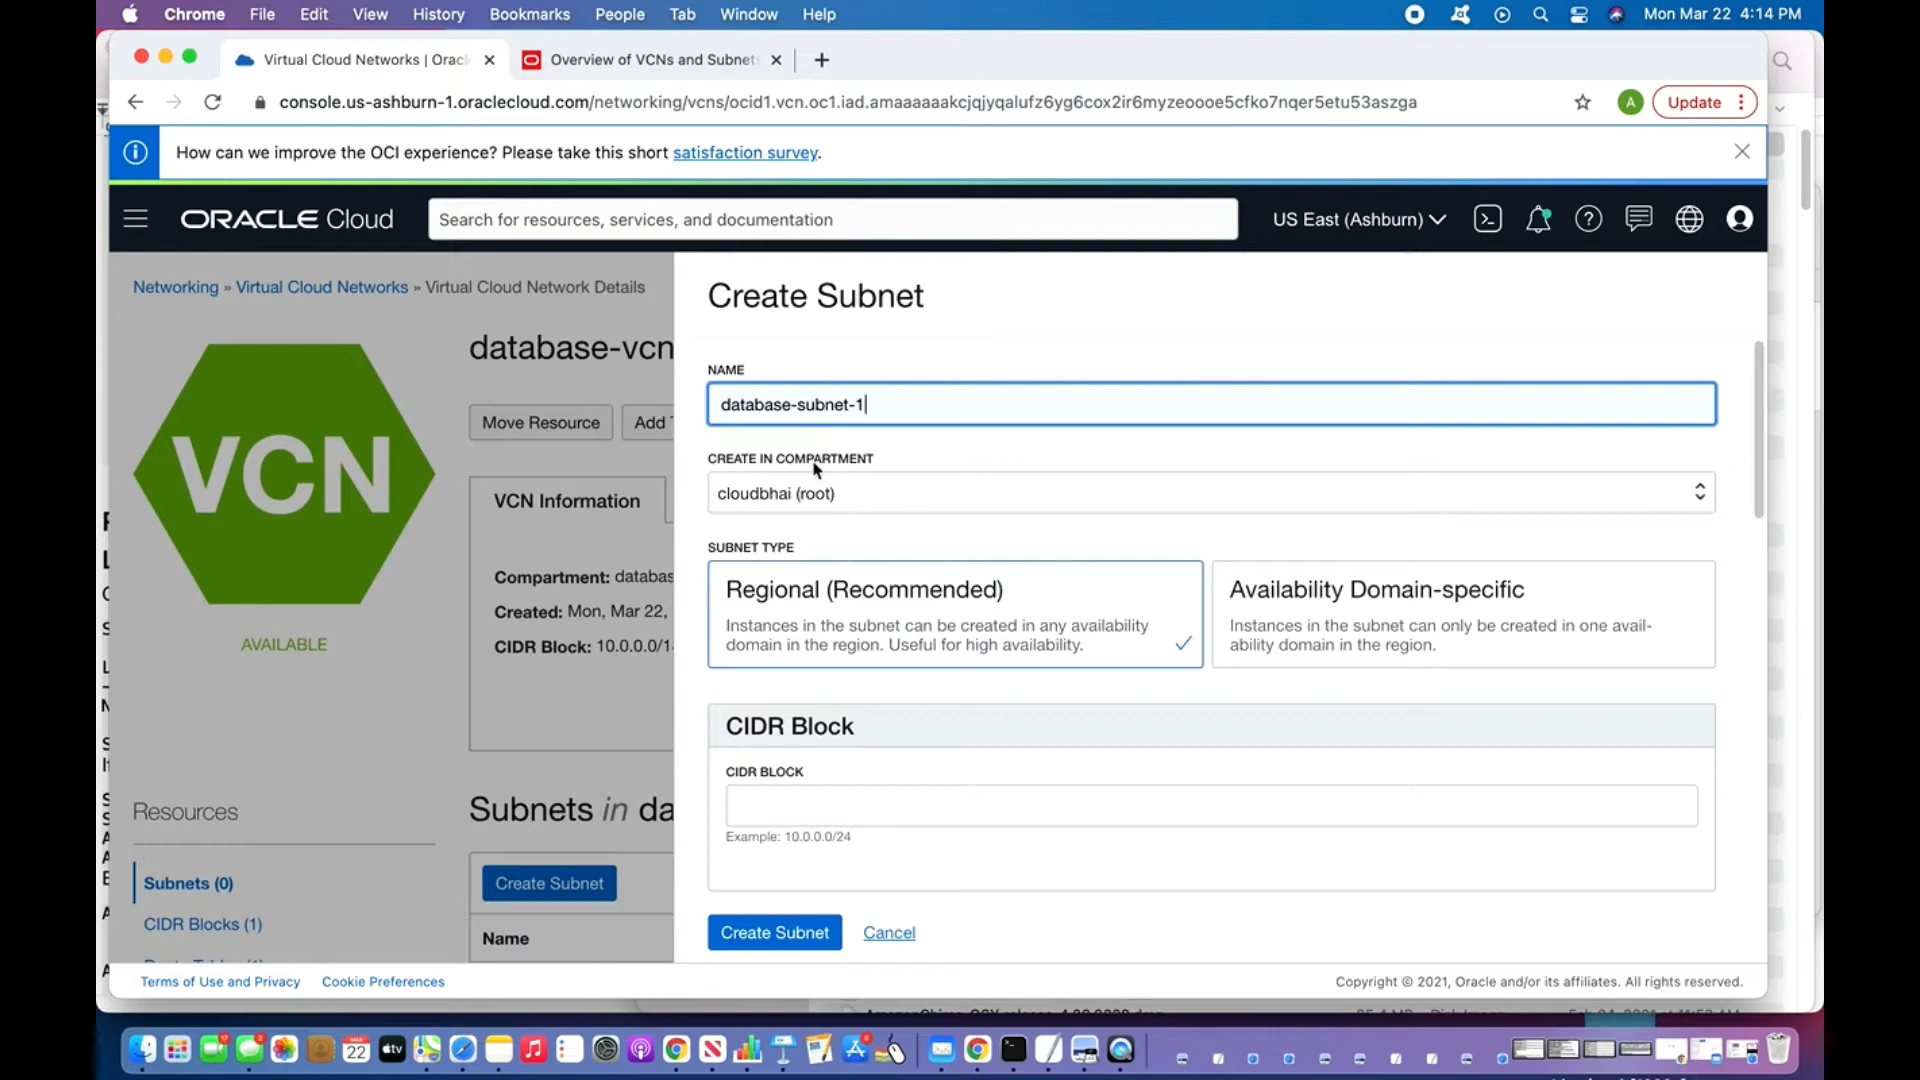 Chrome File Edit View History Bookmarks People Tab Window Help Mon Mar 22 4:14 PM
Virtual Cloud Networks | Oracl Overview of VCNs and Subnets
console.us-ashburn-1.oraclecloud.com/networking/vcns/ocid1.vcn.oc1.iad.amaaaaaakcjqjyqalufz6yg6cox2ir6myzeoooe5cfko7nqer5etu53aszga A Update
How can we improve the OCI experience? Please take this short satisfaction survey.
ORACLE Cloud Search for resources, services, and documentation US East (Ashburn)
Networking » Virtual Cloud Networks » Virtual Cloud Network Details
VCN
AVAILABLE
database-vcn
Move Resource Add
VCN Information
Compartment: databas
Created: Mon, Mar 22,
CIDR Block: 10.0.0.0/1
Resources
Subnets (0)
CIDR Blocks (1)
Subnets in da
Create Subnet
Name
Create Subnet
NAME
database-subnet-1
CREATE IN COMPARTMENT
cloudbhai (root)
SUBNET TYPE
Regional (Recommended)
Instances in the subnet can be created in any availability
domain in the region. Useful for high availability.
Availability Domain-specific
Instances in the subnet can only be created in one avail-
ability domain in the region.
CIDR Block
CIDR BLOCK
Example: 10.0.0.0/24
Create Subnet Cancel
Terms of Use and Privacy Cookie Preferences Copyright © 2021, Oracle and/or its affiliates. All rights reserved.